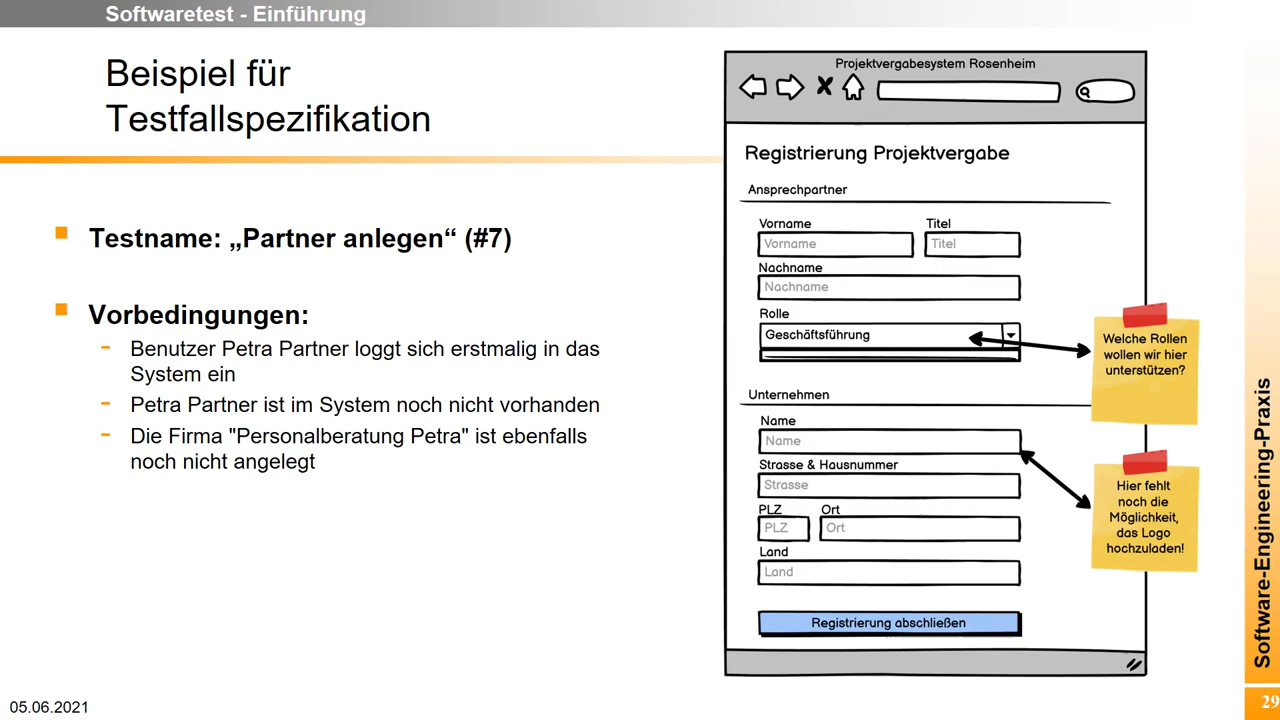 Softwaretest - Einführung
Beispiel für
Testfallspezifikation
Testname: „Partner anlegen“ (#7)
Vorbedingungen:
- Benutzer Petra Partner loggt sich erstmalig in das
System ein
- Petra Partner ist im System noch nicht vorhanden
- Die Firma "Personalberatung Petra" ist ebenfalls
noch nicht angelegt
Projektvergabesystem Rosenheim
Registrierung Projektvergabe
Ansprechpartner
Vorname Titel
Vorname Titel
Nachname
Nachname
Rolle
Geschäftsführung
Welche Rollen
wollen wir hier
unterstützen?
Unternehmen
Name
Name
Strasse & Hausnummer
Strasse
PLZ Ort
PLZ Ort
Land
Land
Hier fehlt
noch die
Möglichkeit,
das Logo
hochzuladen!
Registrierung abschließen
Software-Engineering-Praxis
05.06.2021
29